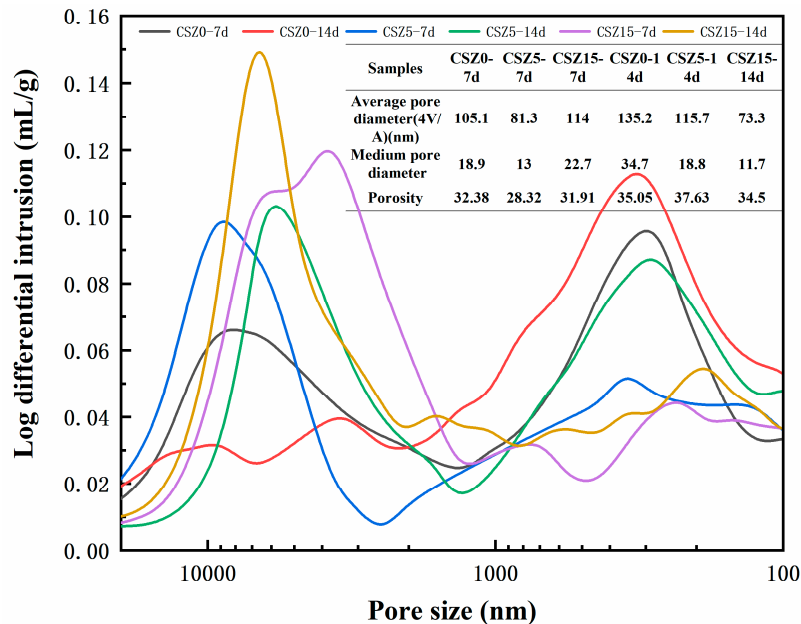 0.16
CSZ0-7d CSZ0-14d CSZ5-7d CSZ5-14d CSZ15-7d CSZ15-14d
Samples CSZ0-7d CSZ5-7d CSZ15-7d CSZ0-14d CSZ5-14d CSZ15-14d
Average pore diameter(4V/A)(nm) 105.1 81.3 114 135.2 115.7 73.3
Medium pore diameter 18.9 13 22.7 34.7 18.8 11.7
Porosity 32.38 28.32 31.91 35.05 37.63 34.5
0.14
0.12
0.10
0.08
0.06
0.04
0.02
0.00
Log differential intrusion (mL/g)
10000 1000 100
Pore size (nm)